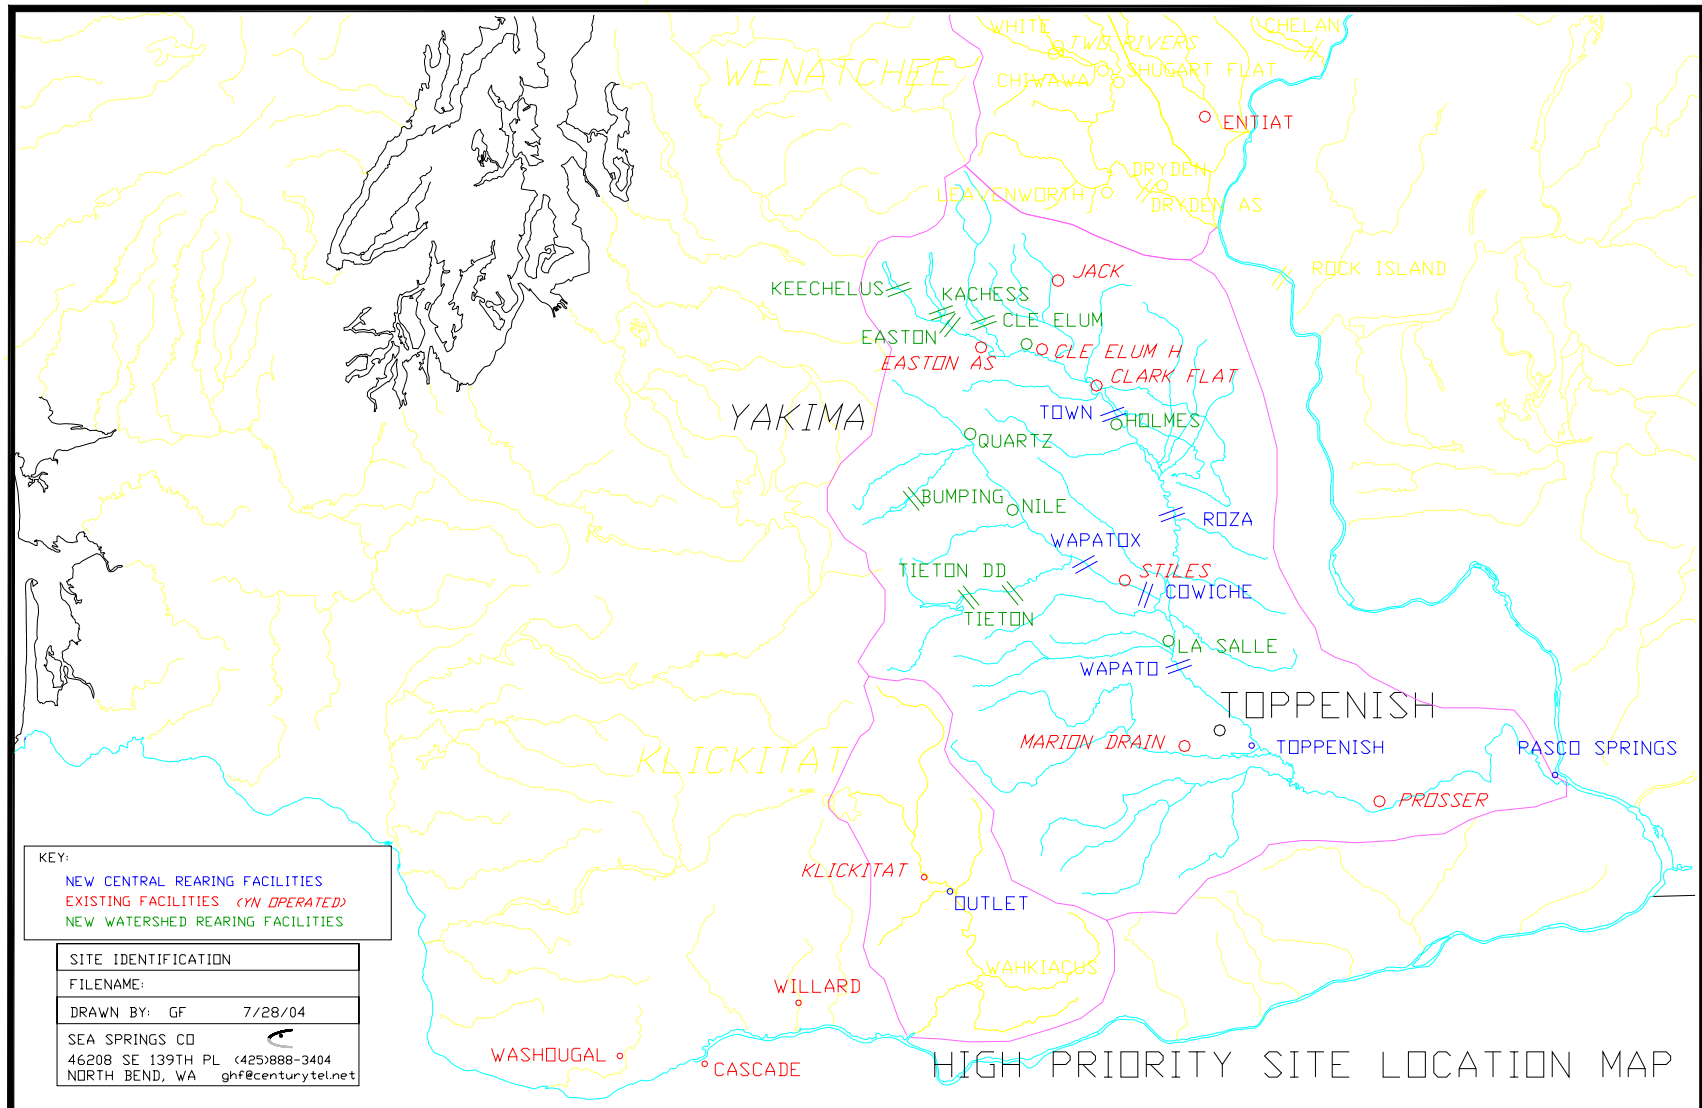 WHITE
CHELAN
TWO RIVERS
WENATCHEE
CHIWAWA
SHUGART FLAT
ENTIAT
DRYDEN
LEAVENWORTH
DRYDEN AS
ROCK ISLAND
JACK
KEECHELUS
KACHESS
CLE ELUM
EASTON
EASTON AS
CLE ELUM H
CLARK FLAT
YAKIMA
TOWN
HOLMES
QUARTZ
BUMPING
NILE
ROZA
WAPATOX
TIETON DD
STILES
COWICHE
TIETON
LA SALLE
WAPATO
TOPPENISH
MARION DRAIN
TOPPENISH
PASCO SPRINGS
KLICKITAT
PROSSER
KLICKITAT
OUTLET
WAHKIACUS
WILLARD
WASHOUGAL
CASCADE
KEY:
NEW CENTRAL REARING FACILITIES
EXISTING FACILITIES (YN OPERATED)
NEW WATERSHED REARING FACILITIES
SITE IDENTIFICATION
FILENAME:
DRAWN BY: GF 7/28/04
SEA SPRINGS CO
46208 SE 139TH PL (425)888-3404
NORTH BEND, WA ghf@centurytel.net
HIGH PRIORITY SITE LOCATION MAP